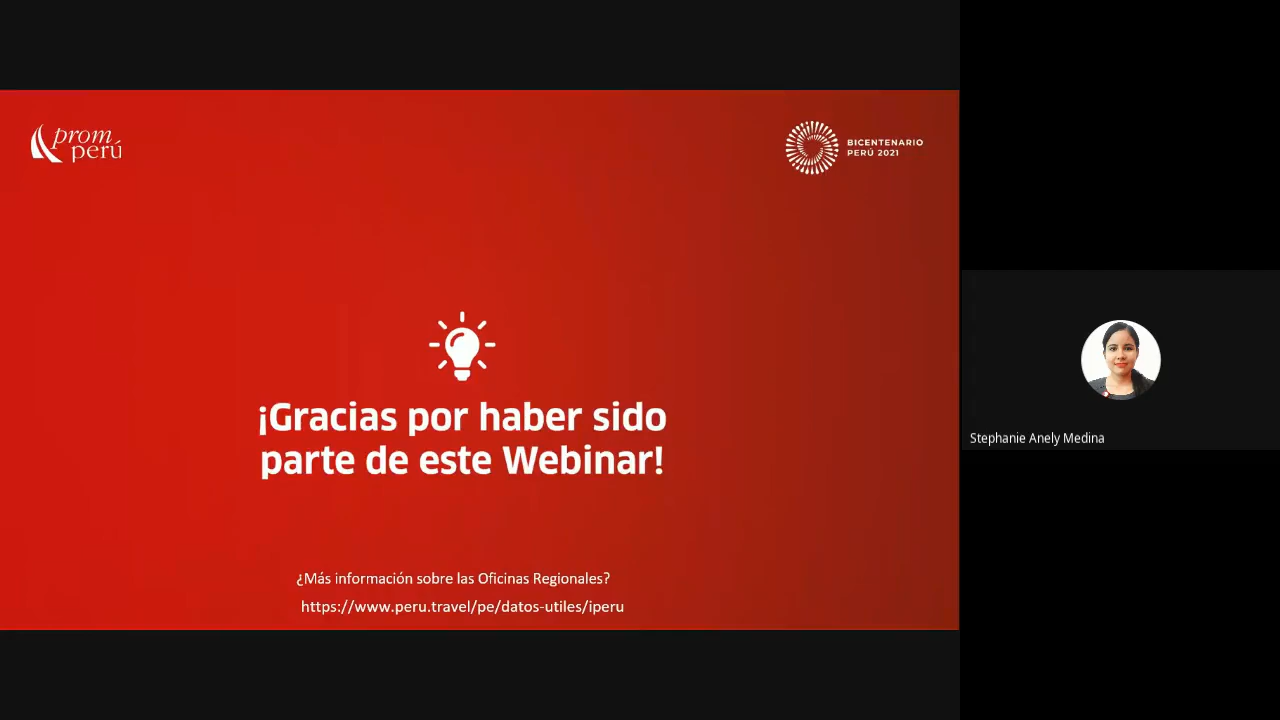 prom
perú
BICENTENARIO
PERÚ 2021
¡Gracias por haber sido
parte de este Webinar!
¿Más información sobre las Oficinas Regionales?
https://www.peru.travel/pe/datos-utiles/iperu
Stephanie Anely Medina